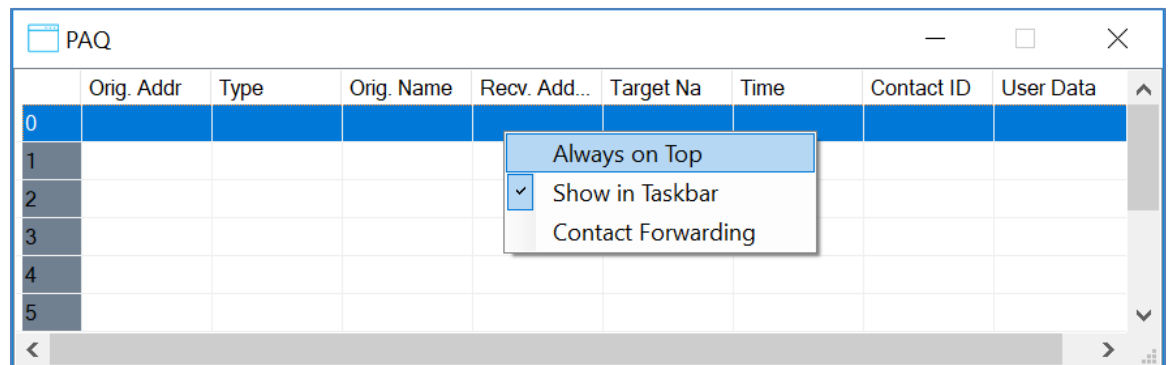 PAQ
Orig. Addr Type Orig. Name Recv. Add... Target Na Time Contact ID User Data
0
Always on Top
1
Show in Taskbar
2
Contact Forwarding
3
4
5